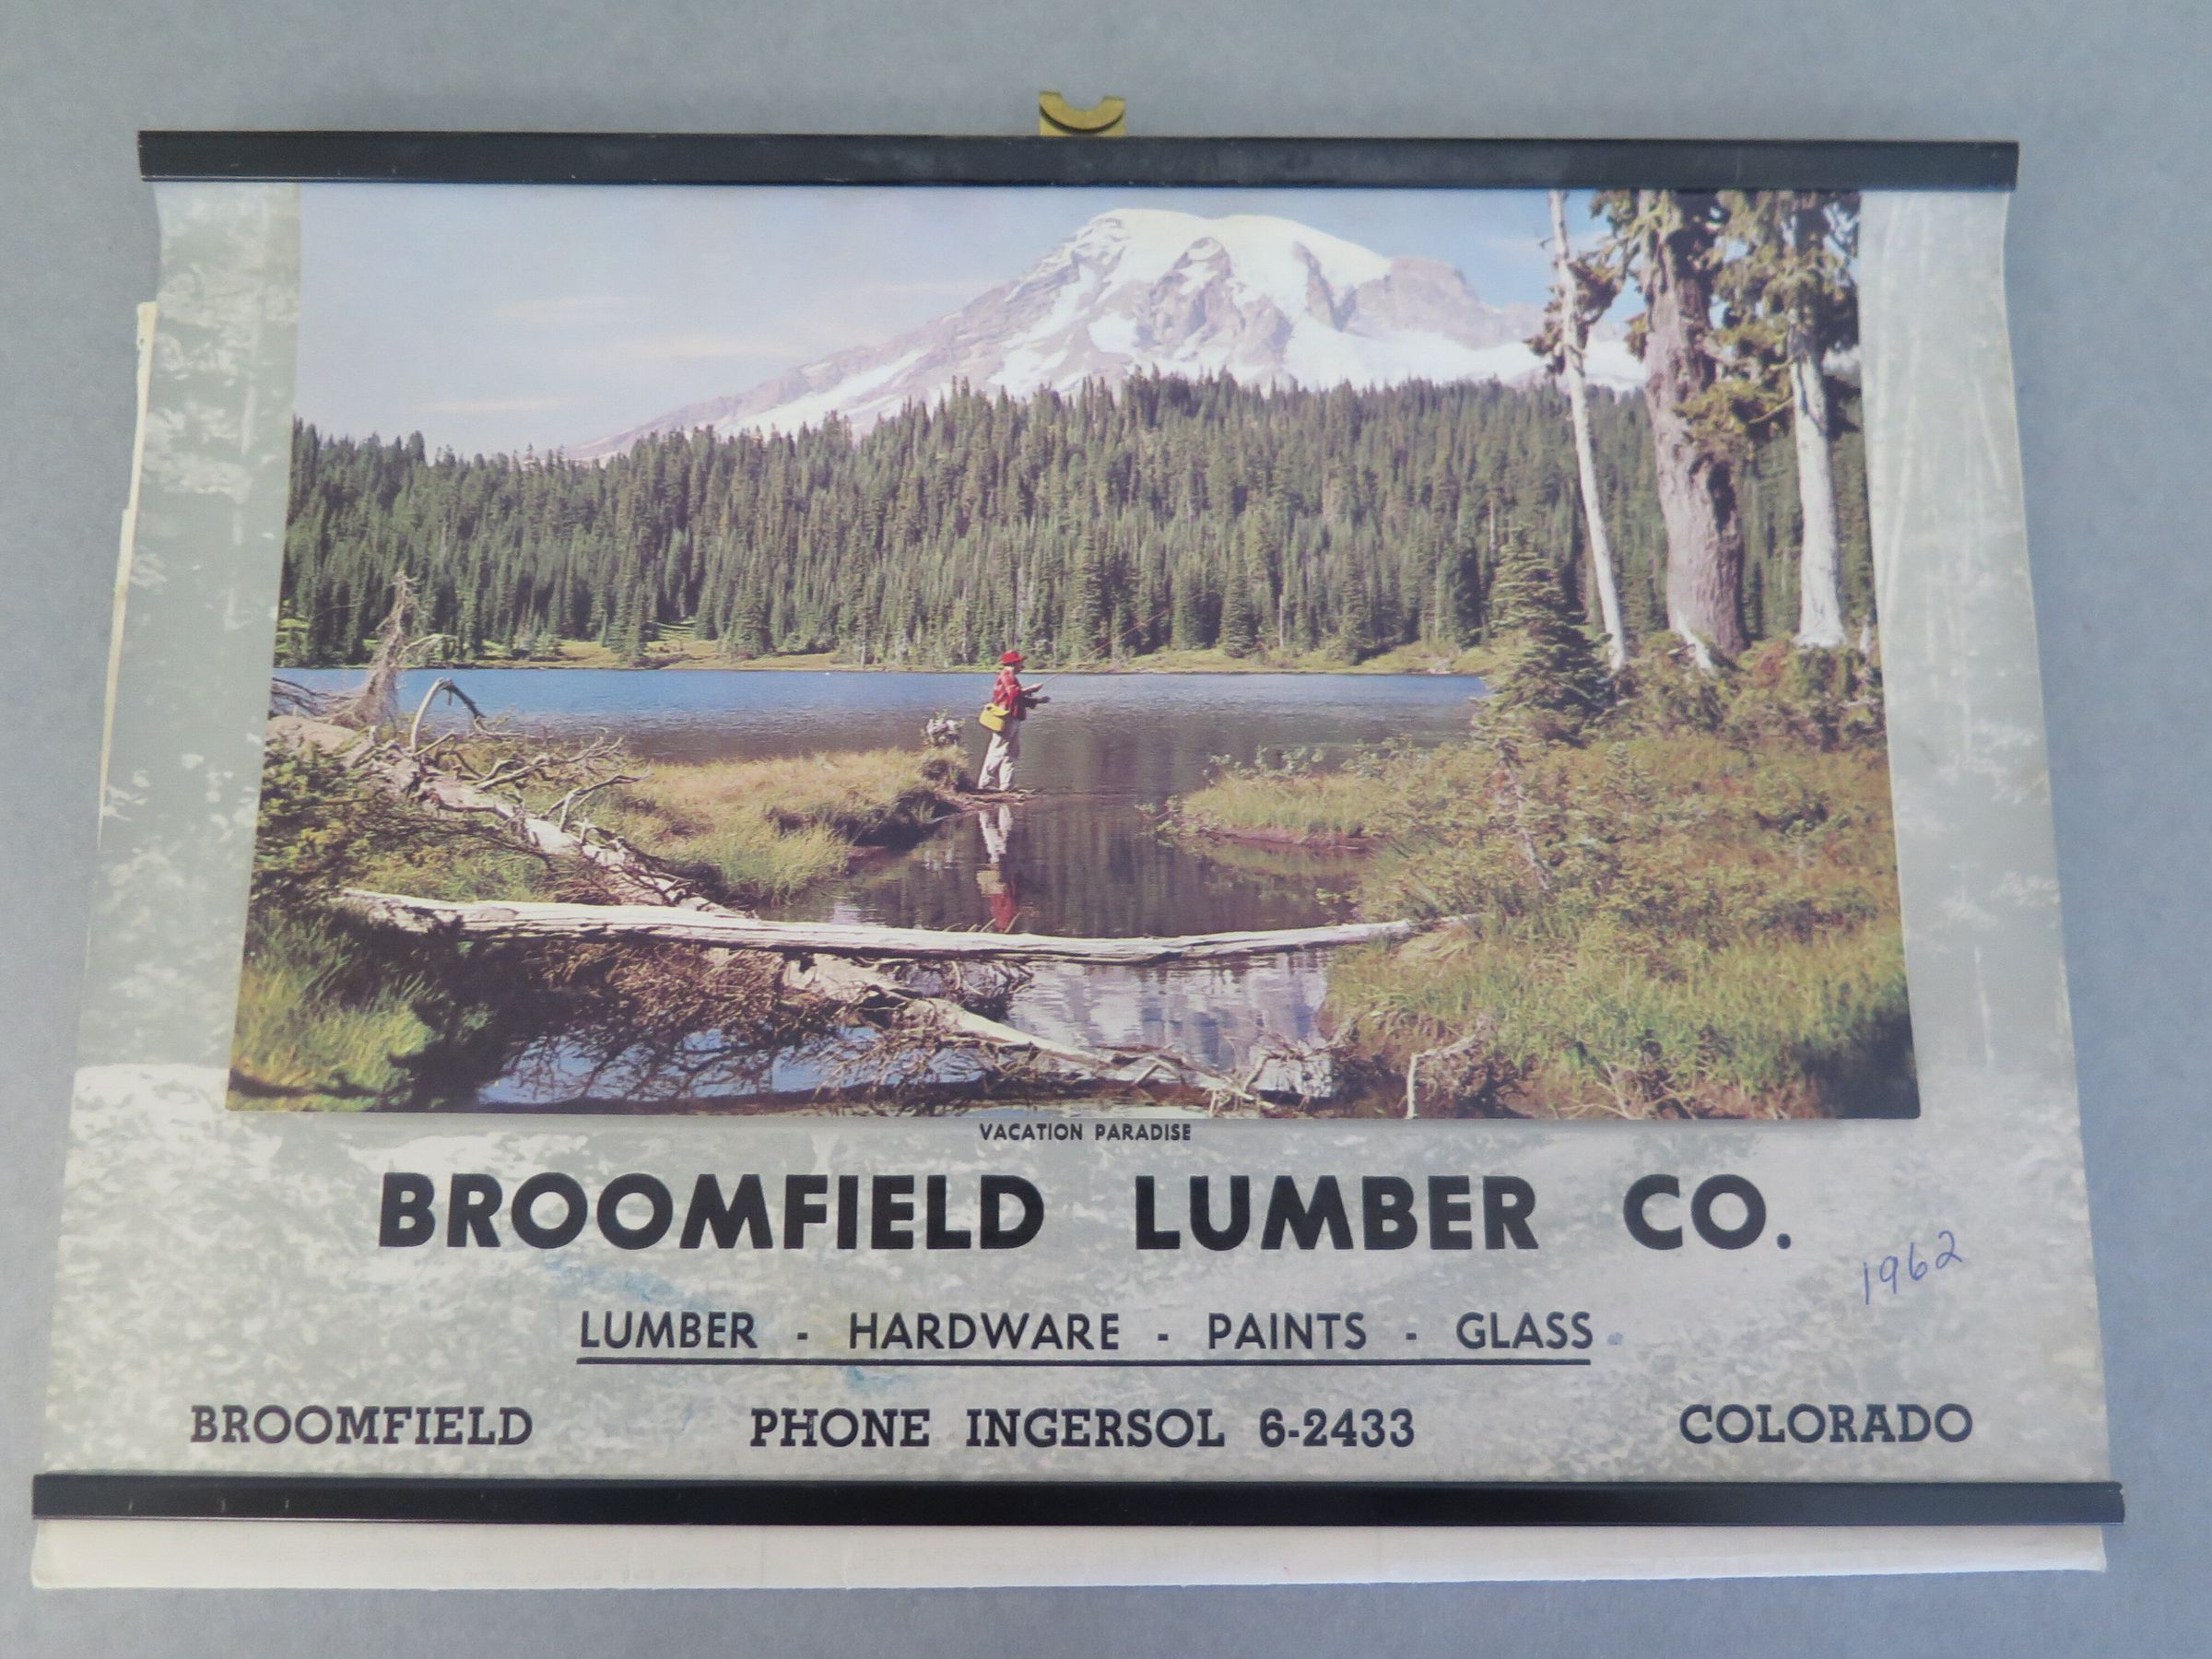 VACATION PARADISE
BROOMFIELD LUMBER CO.
1962
LUMBER - HARDWARE - PAINTS - GLASS
BROOMFIELD PHONE INGERSOL 6-2433 COLORADO